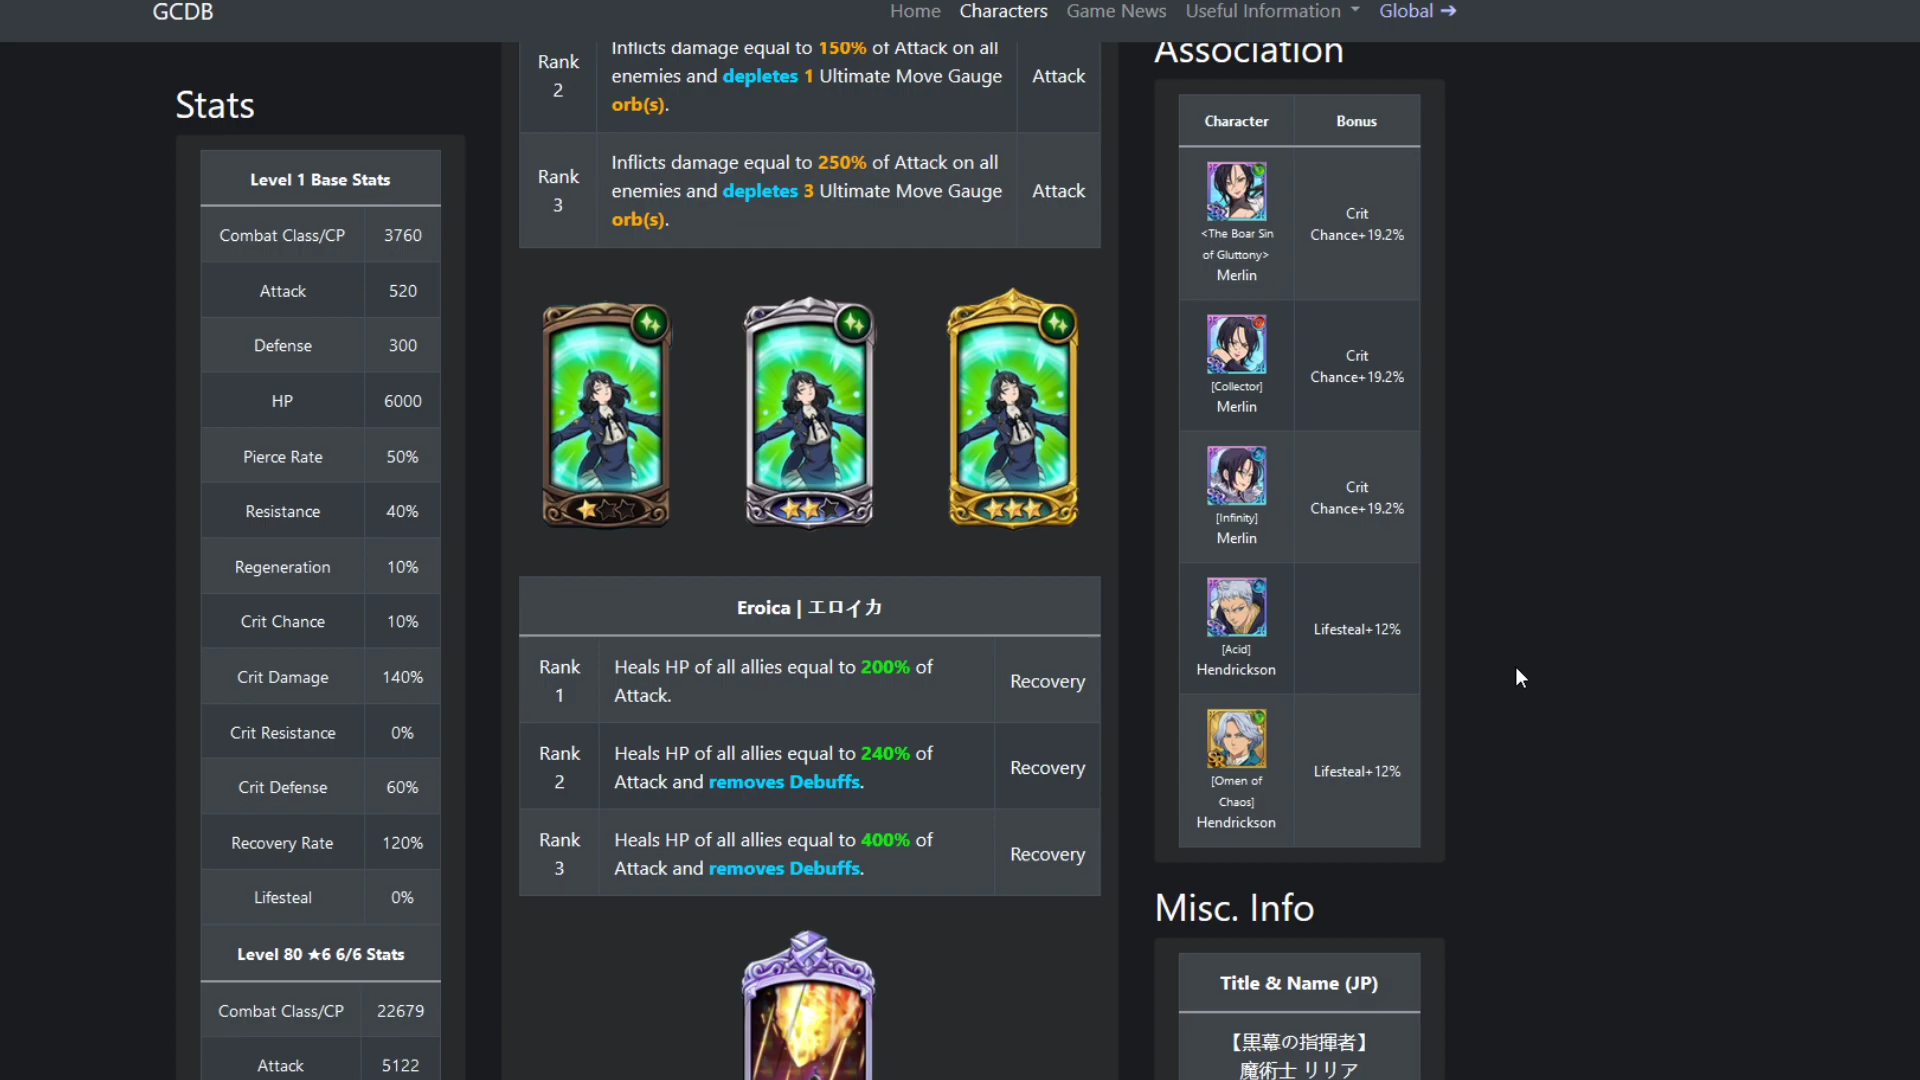 GCDB
Home
Characters
Game News
Useful Information
Global →
Stats
Level 1 Base Stats
Combat Class/CP 3760
Attack 520
Defense 300
HP 6000
Pierce Rate 50%
Resistance 40%
Regeneration 10%
Crit Chance 10%
Crit Damage 140%
Crit Resistance 0%
Crit Defense 60%
Recovery Rate 120%
Lifesteal 0%
Level 80 ★6 6/6 Stats
Combat Class/CP 22679
Attack 5122
Rank
2
Inflicts damage equal to 150% of Attack on all
enemies and depletes 1 Ultimate Move Gauge
orb(s).
Attack
Rank
3
Inflicts damage equal to 250% of Attack on all
enemies and depletes 3 Ultimate Move Gauge
orb(s).
Attack
Eroica | エロイカ
Rank
1
Heals HP of all allies equal to 200% of
Attack.
Recovery
Rank
2
Heals HP of all allies equal to 240% of
Attack and removes Debuffs.
Recovery
Rank
3
Heals HP of all allies equal to 400% of
Attack and removes Debuffs.
Recovery
Association
Character Bonus
<The Boar Sin
of Gluttony>
Merlin
Crit
Chance+19.2%
[Collector]
Merlin
Crit
Chance+19.2%
[Infinity]
Merlin
Crit
Chance+19.2%
[Acid]
Hendrickson
Lifesteal+12%
SR
[Omen of
Chaos]
Hendrickson
Lifesteal+12%
Misc. Info
Title & Name (JP)
【黒幕の指揮者】
魔術士 リリア